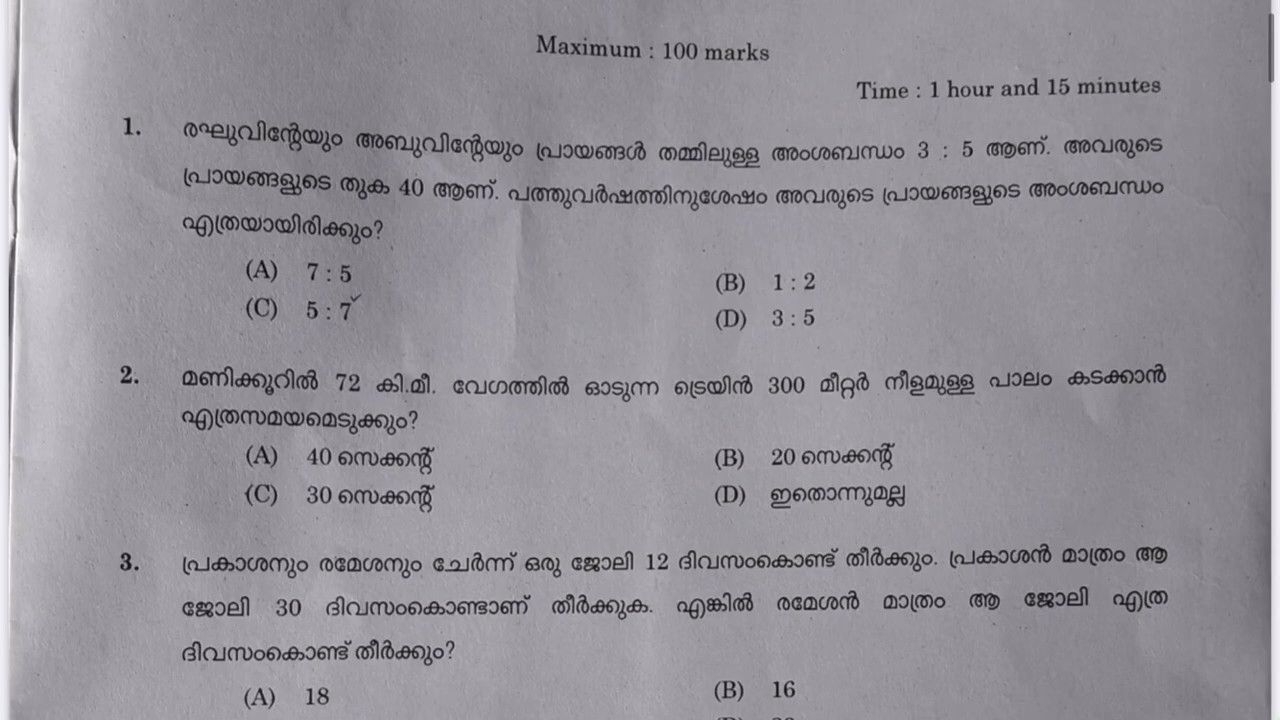 Maximum : 100 marks
Time : 1 hour and 15 minutes
1. രഘുവിന്റേയും അബുവിന്റേയും പ്രായങ്ങൾ തമ്മിലുള്ള അംശബന്ധം 3 : 5 ആണ്. അവരുടെ
പ്രായങ്ങളുടെ തുക 40 ആണ്. പത്തുവർഷത്തിനുശേഷം അവരുടെ പ്രായങ്ങളുടെ അംശബന്ധം
എത്രയായിരിക്കും?
(A) 7 : 5 (B) 1 : 2
(C) 5 : 7 (D) 3 : 5
2. മണിക്കൂറിൽ 72 കി.മീ. വേഗത്തിൽ ഓടുന്ന ട്രെയിൻ 300 മീറ്റർ നീളമുള്ള പാലം കടക്കാൻ
എത്രസമയമെടുക്കും?
(A) 40 സെക്കന്റ് (B) 20 സെക്കന്റ്
(C) 30 സെക്കന്റ് (D) ഇതൊന്നുമല്ല
3. പ്രകാശനും രമേശനും ചേർന്ന് ഒരു ജോലി 12 ദിവസംകൊണ്ട് തീർക്കും. പ്രകാശൻ മാത്രം ആ
ജോലി 30 ദിവസംകൊണ്ടാണ് തീർക്കുക. എങ്കിൽ രമേശൻ മാത്രം ആ ജോലി എത്ര
ദിവസംകൊണ്ട് തീർക്കും?
(A) 18 (B) 16